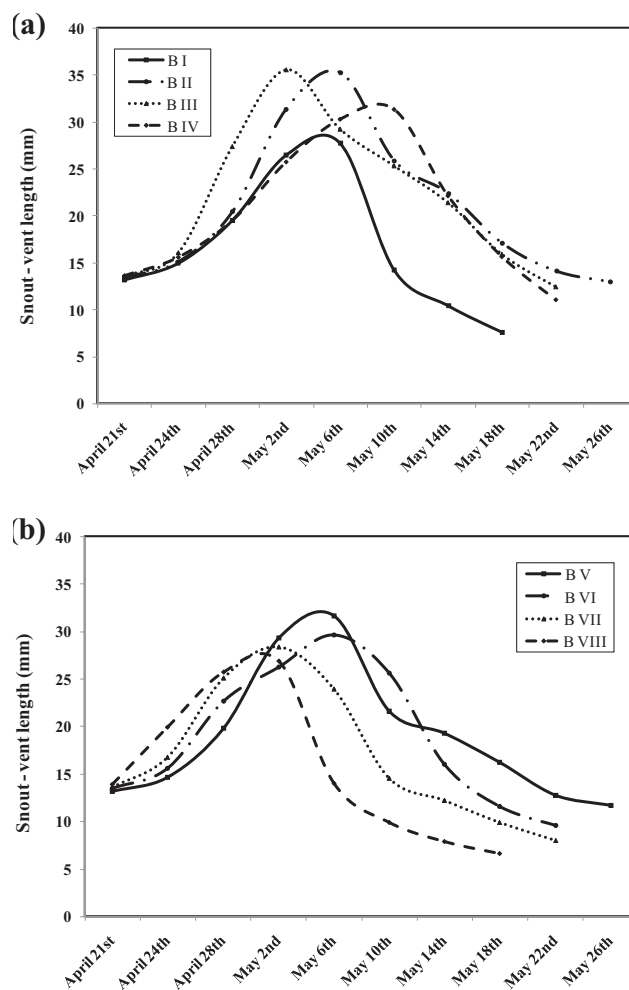 (a)
40
35
30
25
20
15
10
5
0
Snout - vent length (mm)
B I
B II
B III
B IV
April 21st
April 24th
April 28th
May 2nd
May 6th
May 10th
May 14th
May 18th
May 22nd
May 26th
(b)
40
35
30
25
20
15
10
5
0
Snout - vent length (mm)
B V
B VI
B VII
B VIII
April 21st
April 24th
April 28th
May 2nd
May 6th
May 10th
May 14th
May 18th
May 22nd
May 26th